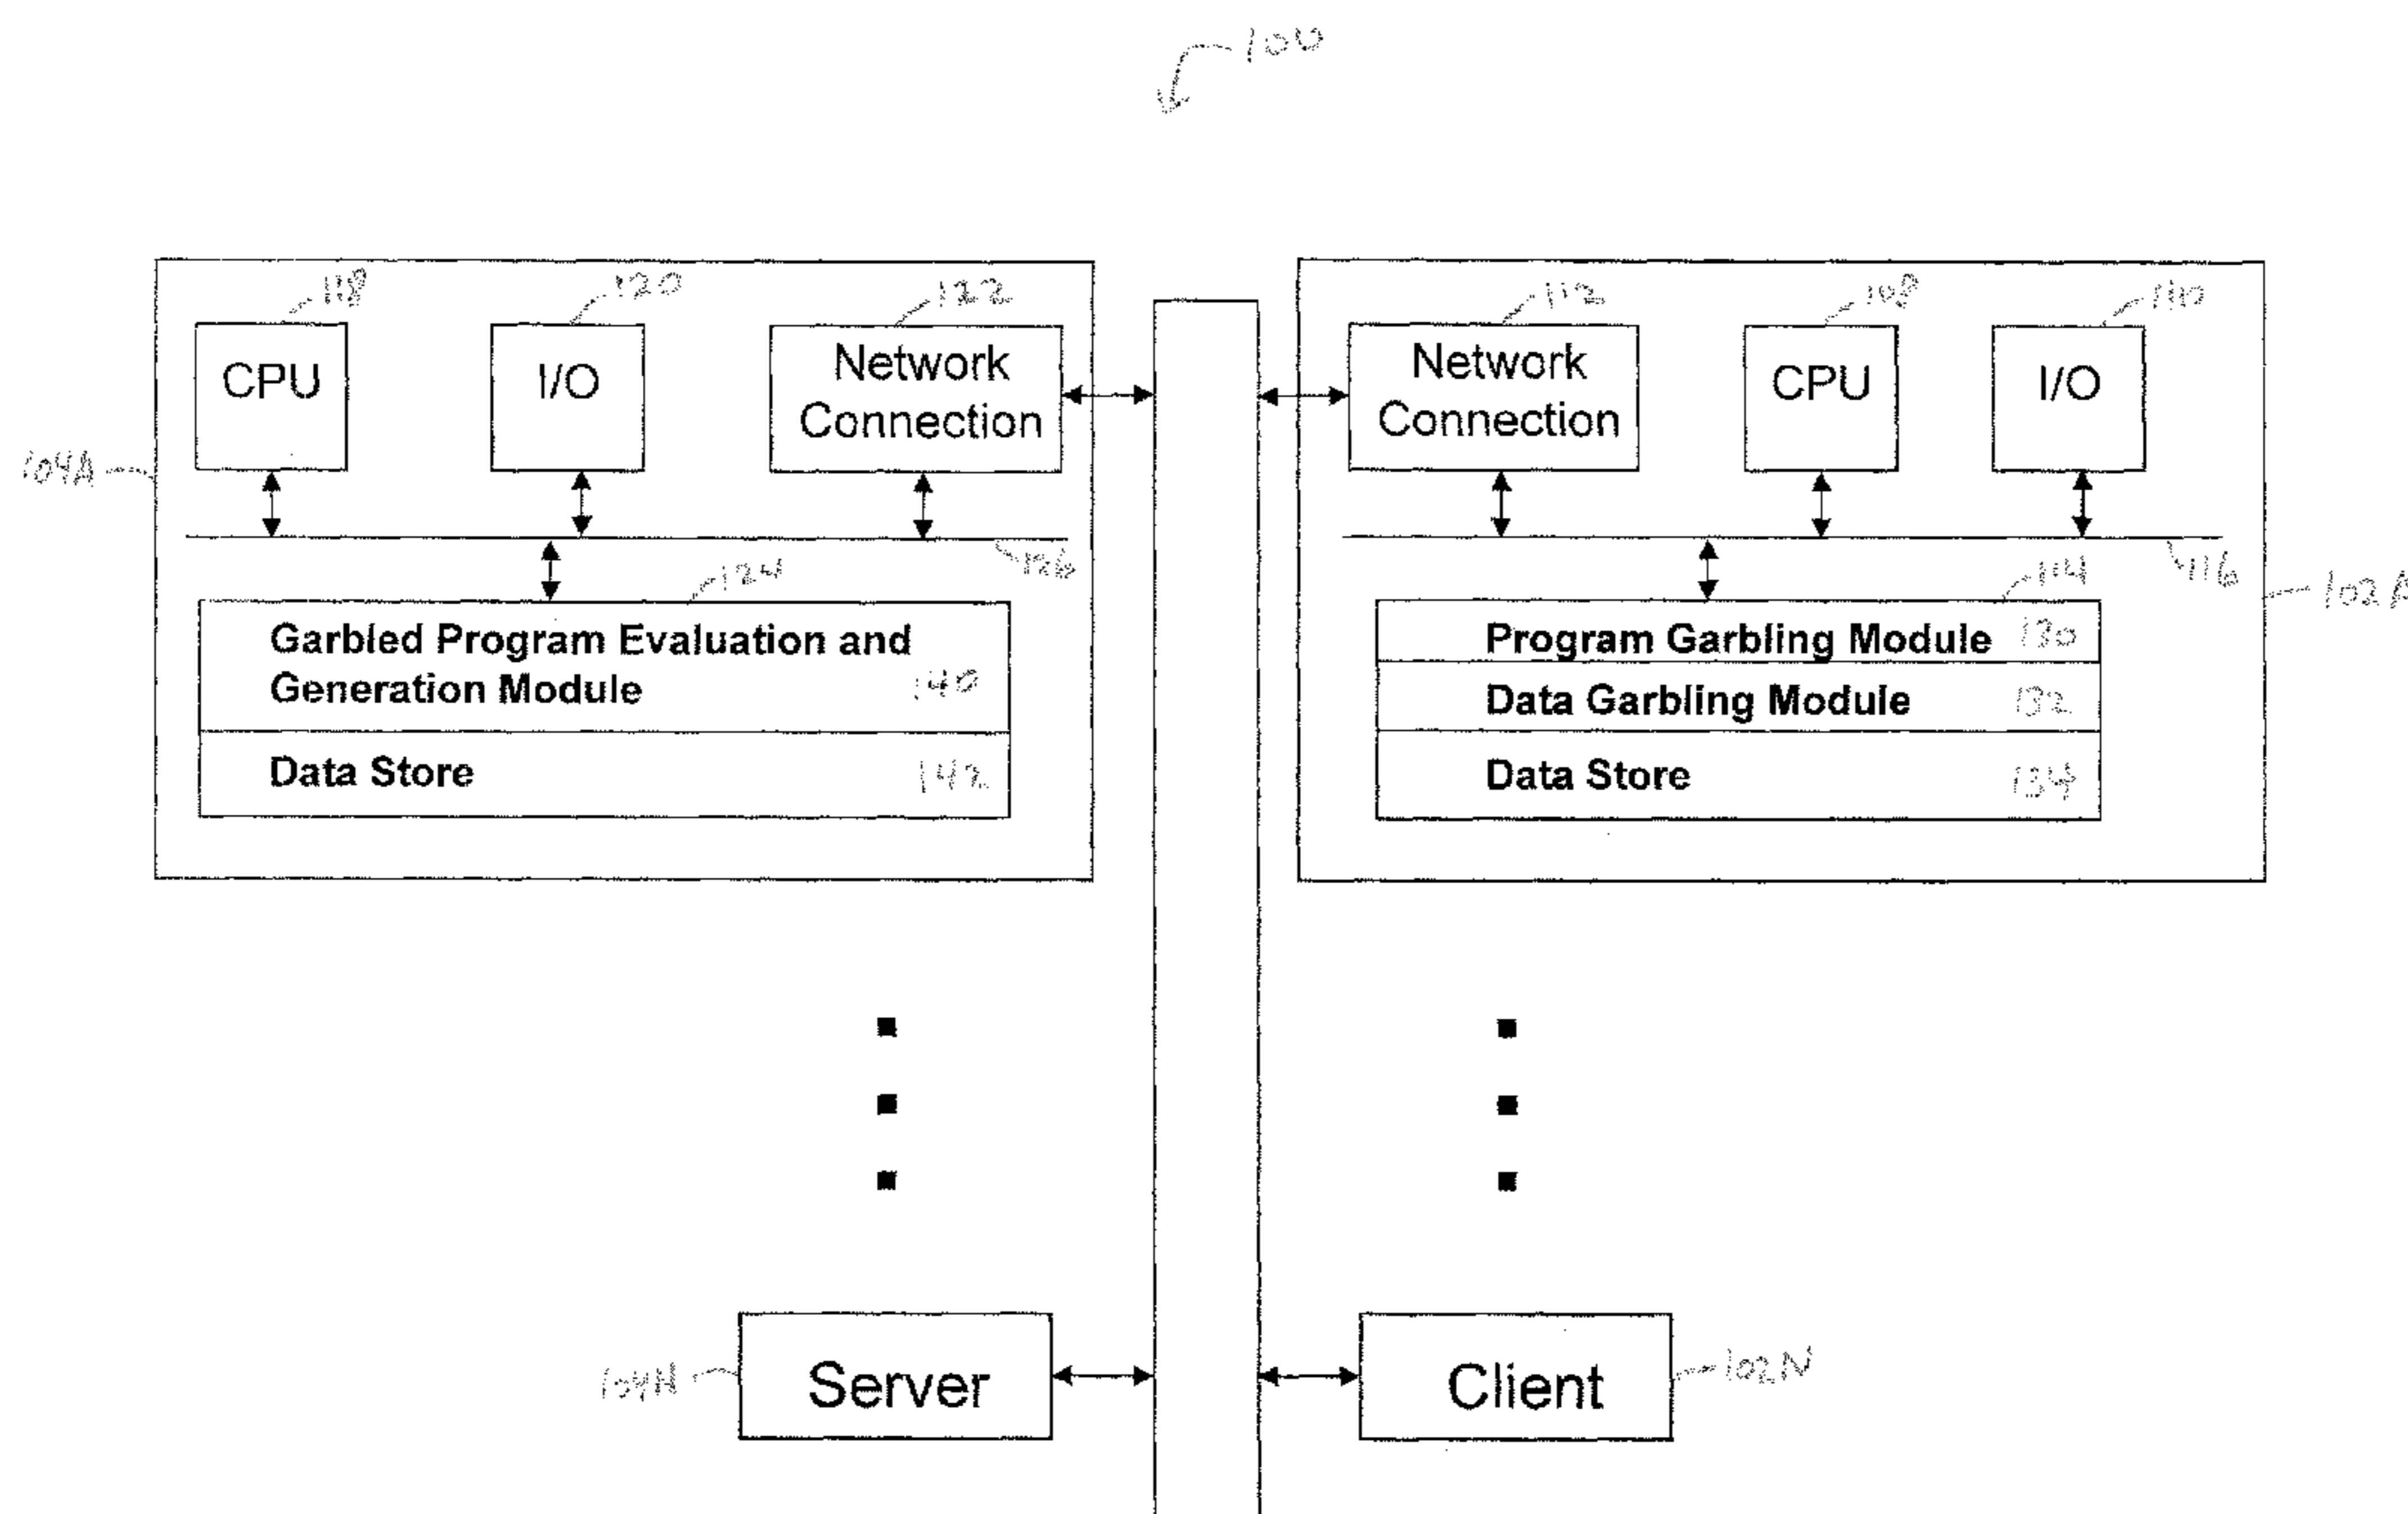 100
118
120
122
112
108
110
CPU
I/O
Network
Connection
Network
Connection
CPU
I/O
104A
126
124
116
114
102A
Garbled Program Evaluation and
Generation Module
140
Data Store
142
Program Garbling Module
130
Data Garbling Module
132
Data Store
134
Server
Client
104N
102N